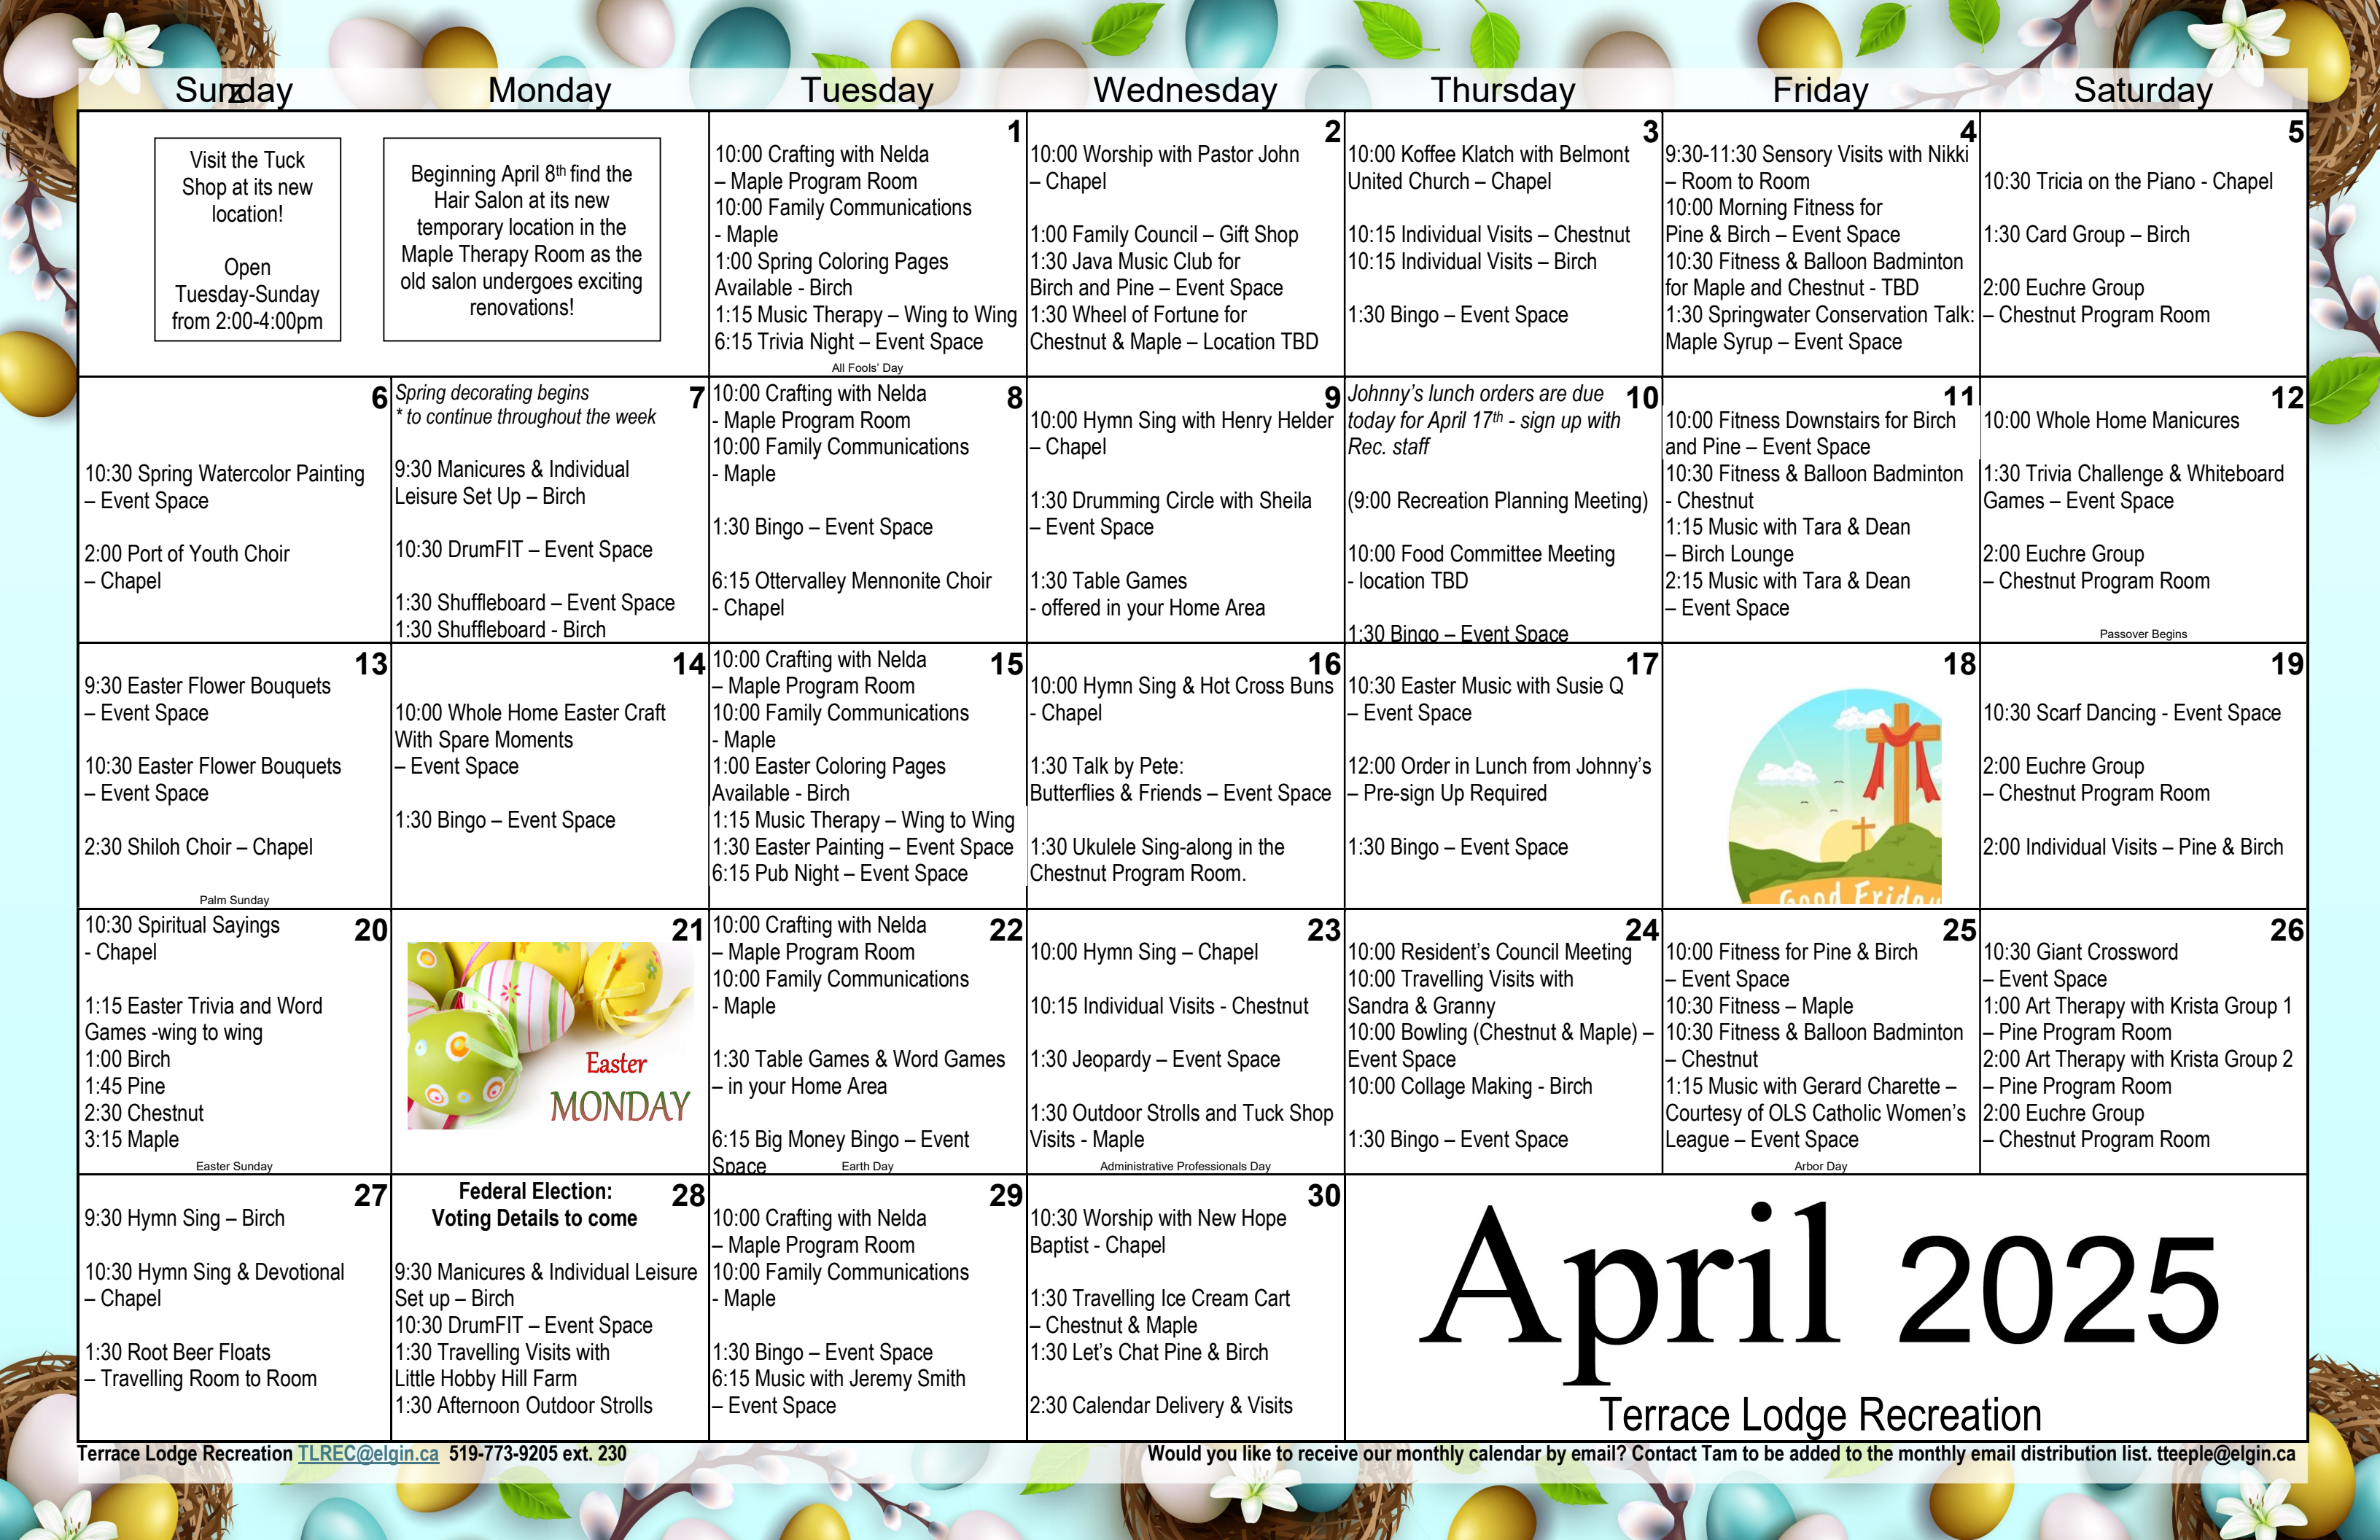 Sunday
z
Monday
Tuesday
Wednesday
Thursday
Friday
Saturday
Visit the Tuck
Shop at its new
location!
Open
Tuesday-Sunday
from 2:00-4:00pm
Beginning April 8th find the
Hair Salon at its new
temporary location in the
Maple Therapy Room as the
old salon undergoes exciting
renovations!
1
10:00 Crafting with Nelda
– Maple Program Room
10:00 Family Communications
- Maple
1:00 Spring Coloring Pages
Available - Birch
1:15 Music Therapy – Wing to Wing
6:15 Trivia Night – Event Space
All Fools' Day
2
10:00 Worship with Pastor John
– Chapel
1:00 Family Council – Gift Shop
1:30 Java Music Club for
Birch and Pine – Event Space
1:30 Wheel of Fortune for
Chestnut & Maple – Location TBD
3
10:00 Koffee Klatch with Belmont
United Church – Chapel
10:15 Individual Visits – Chestnut
10:15 Individual Visits – Birch
1:30 Bingo – Event Space
4
9:30-11:30 Sensory Visits with Nikki
– Room to Room
10:00 Morning Fitness for
Pine & Birch – Event Space
10:30 Fitness & Balloon Badminton
for Maple and Chestnut - TBD
1:30 Springwater Conservation Talk:
Maple Syrup – Event Space
5
10:30 Tricia on the Piano - Chapel
1:30 Card Group – Birch
2:00 Euchre Group
– Chestnut Program Room
6
10:30 Spring Watercolor Painting
– Event Space
2:00 Port of Youth Choir
– Chapel
7
Spring decorating begins
* to continue throughout the week
9:30 Manicures & Individual
Leisure Set Up – Birch
10:30 DrumFIT – Event Space
1:30 Shuffleboard – Event Space
1:30 Shuffleboard - Birch
8
10:00 Crafting with Nelda
- Maple Program Room
10:00 Family Communications
- Maple
1:30 Bingo – Event Space
6:15 Ottervalley Mennonite Choir
- Chapel
9
10:00 Hymn Sing with Henry Helder
– Chapel
1:30 Drumming Circle with Sheila
– Event Space
1:30 Table Games
- offered in your Home Area
10
Johnny's lunch orders are due
today for April 17th - sign up with
Rec. staff
(9:00 Recreation Planning Meeting)
10:00 Food Committee Meeting
- location TBD
1:30 Bingo – Event Space
11
10:00 Fitness Downstairs for Birch
and Pine – Event Space
10:30 Fitness & Balloon Badminton
- Chestnut
1:15 Music with Tara & Dean
– Birch Lounge
2:15 Music with Tara & Dean
– Event Space
12
10:00 Whole Home Manicures
1:30 Trivia Challenge & Whiteboard
Games – Event Space
2:00 Euchre Group
– Chestnut Program Room
Passover Begins
13
9:30 Easter Flower Bouquets
– Event Space
10:30 Easter Flower Bouquets
– Event Space
2:30 Shiloh Choir – Chapel
Palm Sunday
14
10:00 Whole Home Easter Craft
With Spare Moments
– Event Space
1:30 Bingo – Event Space
15
10:00 Crafting with Nelda
– Maple Program Room
10:00 Family Communications
- Maple
1:00 Easter Coloring Pages
Available - Birch
1:15 Music Therapy – Wing to Wing
1:30 Easter Painting – Event Space
6:15 Pub Night – Event Space
16
10:00 Hymn Sing & Hot Cross Buns
- Chapel
1:30 Talk by Pete:
Butterflies & Friends – Event Space
1:30 Ukulele Sing-along in the
Chestnut Program Room.
17
10:30 Easter Music with Susie Q
– Event Space
12:00 Order in Lunch from Johnny's
– Pre-sign Up Required
1:30 Bingo – Event Space
18
Good Friday
19
10:30 Scarf Dancing - Event Space
2:00 Euchre Group
– Chestnut Program Room
2:00 Individual Visits – Pine & Birch
20
10:30 Spiritual Sayings
- Chapel
1:15 Easter Trivia and Word
Games -wing to wing
1:00 Birch
1:45 Pine
2:30 Chestnut
3:15 Maple
Easter Sunday
21
Easter
MONDAY
22
10:00 Crafting with Nelda
– Maple Program Room
10:00 Family Communications
- Maple
1:30 Table Games & Word Games
– in your Home Area
6:15 Big Money Bingo – Event
Space
Earth Day
23
10:00 Hymn Sing – Chapel
10:15 Individual Visits - Chestnut
1:30 Jeopardy – Event Space
1:30 Outdoor Strolls and Tuck Shop
Visits - Maple
Administrative Professionals Day
24
10:00 Resident's Council Meeting
10:00 Travelling Visits with
Sandra & Granny
10:00 Bowling (Chestnut & Maple) –
Event Space
10:00 Collage Making - Birch
1:30 Bingo – Event Space
25
10:00 Fitness for Pine & Birch
– Event Space
10:30 Fitness – Maple
10:30 Fitness & Balloon Badminton
– Chestnut
1:15 Music with Gerard Charette –
Courtesy of OLS Catholic Women's
League – Event Space
Arbor Day
26
10:30 Giant Crossword
– Event Space
1:00 Art Therapy with Krista Group 1
– Pine Program Room
2:00 Art Therapy with Krista Group 2
– Pine Program Room
2:00 Euchre Group
– Chestnut Program Room
27
9:30 Hymn Sing – Birch
10:30 Hymn Sing & Devotional
– Chapel
1:30 Root Beer Floats
– Travelling Room to Room
28
Federal Election:
Voting Details to come
9:30 Manicures & Individual Leisure
Set up – Birch
10:30 DrumFIT – Event Space
1:30 Travelling Visits with
Little Hobby Hill Farm
1:30 Afternoon Outdoor Strolls
29
10:00 Crafting with Nelda
– Maple Program Room
10:00 Family Communications
- Maple
1:30 Bingo – Event Space
6:15 Music with Jeremy Smith
– Event Space
30
10:30 Worship with New Hope
Baptist - Chapel
1:30 Travelling Ice Cream Cart
– Chestnut & Maple
1:30 Let's Chat Pine & Birch
2:30 Calendar Delivery & Visits
April 2025
Terrace Lodge Recreation
Terrace Lodge Recreation TLREC@elgin.ca 519-773-9205 ext. 230
Would you like to receive our monthly calendar by email? Contact Tam to be added to the monthly email distribution list. tteeple@elgin.ca